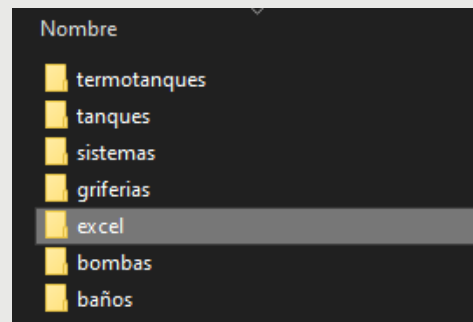 Nombre
termotanques
tanques
sistemas
griferias
excel
bombas
baños